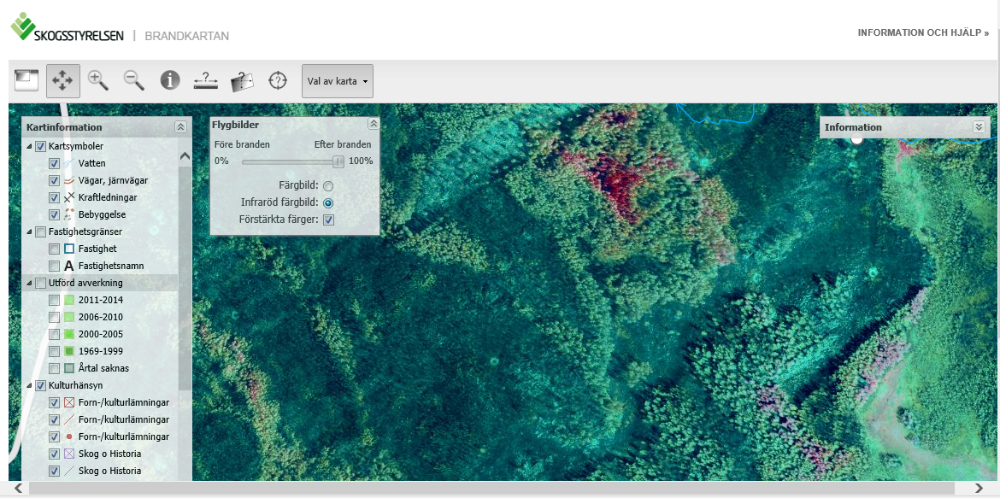 SKOGSSTYRELSEN | BRANDKARTAN
INFORMATION OCH HJÄLP »
Val av karta
Kartinformation
Kartsymboler
Vatten
Vägar, järnvägar
Kraftledningar
Bebyggelse
Fastighetsgränser
Fastighet
A Fastighetsnamn
Utförd avverkning
2011-2014
2006-2010
2000-2005
1969-1999
Årtal saknas
Kulturhänsyn
Forn-/kulturlämningar
Forn-/kulturlämningar
Forn-/kulturlämningar
Skog o Historia
Skog o Historia
Flygbilder
Före branden Efter branden
0% 100%
Färgbild:
Infraröd färgbild:
Förstärkta färger:
Information